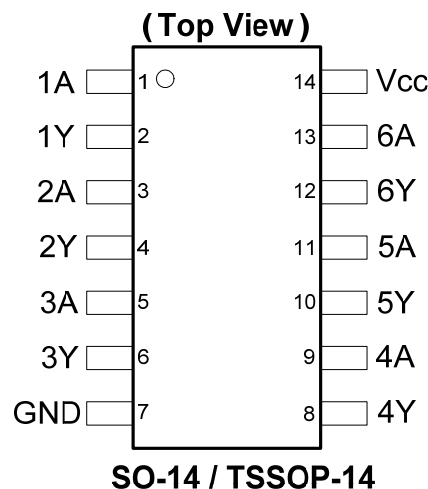 (Top View)
1A 1 14 Vcc
1Y 2 13 6A
2A 3 12 6Y
2Y 4 11 5A
3A 5 10 5Y
3Y 6 9 4A
GND 7 8 4Y
SO-14 / TSSOP-14